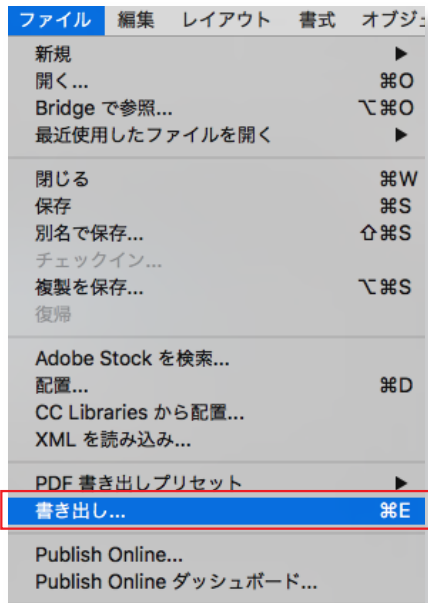 ファイル 編集 レイアウト 書式 オブジ
新規 ▶
開く... ⌘O
Bridge で参照... ⌥⌘O
最近使用したファイルを開く ▶
閉じる ⌘W
保存 ⌘S
別名で保存... ⇧⌘S
チェックイン...
複製を保存... ⌥⌘S
復帰
Adobe Stock を検索...
配置... ⌘D
CC Libraries から配置...
XML を読み込み...
PDF 書き出しプリセット ▶
書き出し... ⌘E
Publish Online...
Publish Online ダッシュボード...